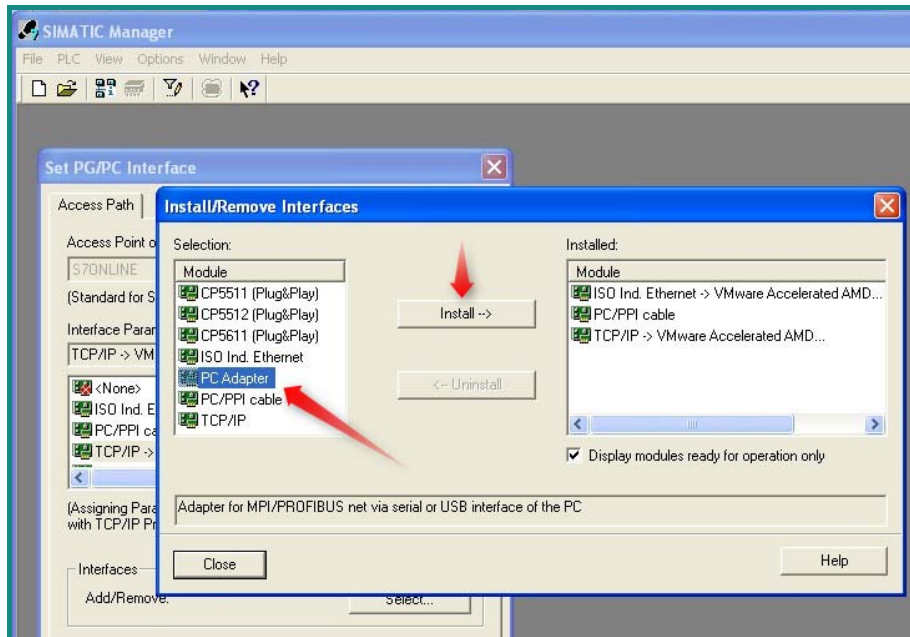 SIMATIC Manager
File PLC View Options Window Help
Set PG/PC Interface
Access Path
Access Point o
S7ONLINE
(Standard for S
Interface Parar
TCP/IP -> VM
<None>
ISO Ind. E
PC/PPI ca
TCP/IP ->
(Assigning Para
with TCP/IP Pr
Interfaces
Add/Remove:
Select...
Install/Remove Interfaces
Selection:
Module
CP5511 (Plug&Play)
CP5512 (Plug&Play)
CP5611 (Plug&Play)
ISO Ind. Ethernet
PC Adapter
PC/PPI cable
TCP/IP
Install -->
<-- Uninstall
Installed:
Module
ISO Ind. Ethernet -> VMware Accelerated AMD...
PC/PPI cable
TCP/IP -> VMware Accelerated AMD...
Display modules ready for operation only
Adapter for MPI/PROFIBUS net via serial or USB interface of the PC
Close
Help